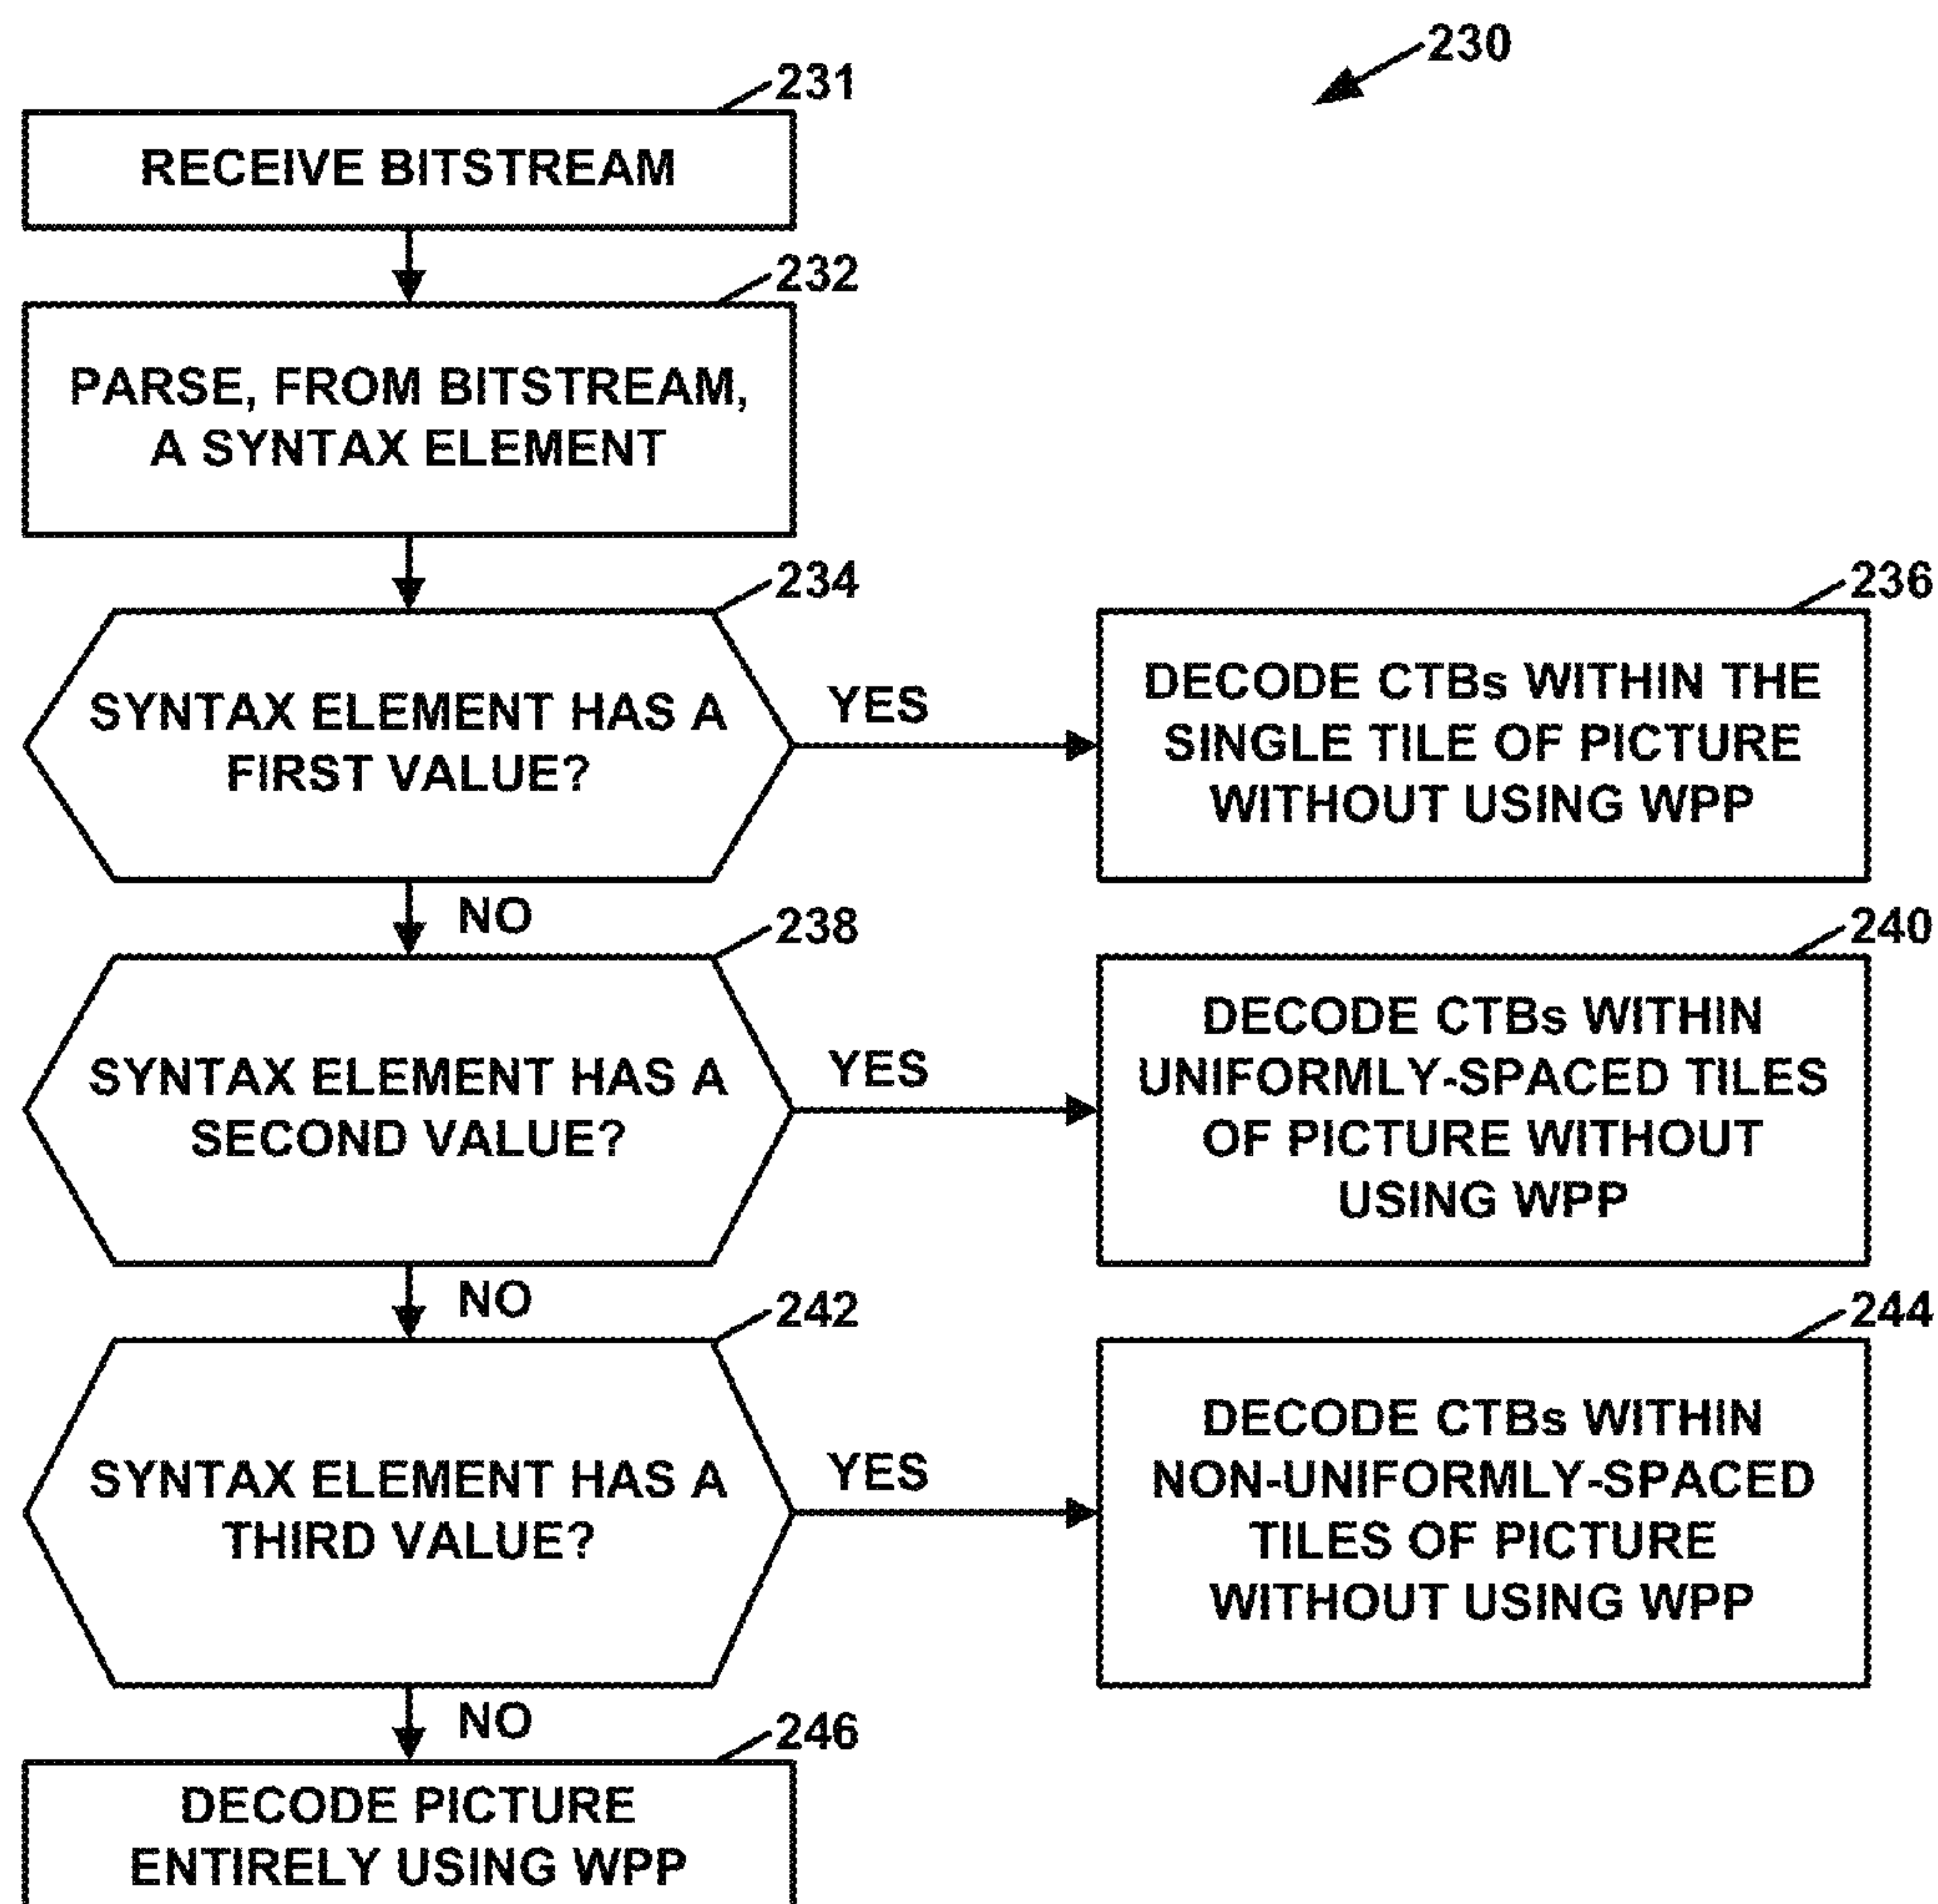 230
231
RECEIVE BITSTREAM
232
PARSE, FROM BITSTREAM,
A SYNTAX ELEMENT
234
SYNTAX ELEMENT HAS A
FIRST VALUE?
YES
236
DECODE CTBs WITHIN THE
SINGLE TILE OF PICTURE
WITHOUT USING WPP
NO
238
SYNTAX ELEMENT HAS A
SECOND VALUE?
YES
240
DECODE CTBs WITHIN
UNIFORMLY-SPACED TILES
OF PICTURE WITHOUT
USING WPP
NO
242
SYNTAX ELEMENT HAS A
THIRD VALUE?
YES
244
DECODE CTBs WITHIN
NON-UNIFORMLY-SPACED
TILES OF PICTURE
WITHOUT USING WPP
NO
246
DECODE PICTURE
ENTIRELY USING WPP